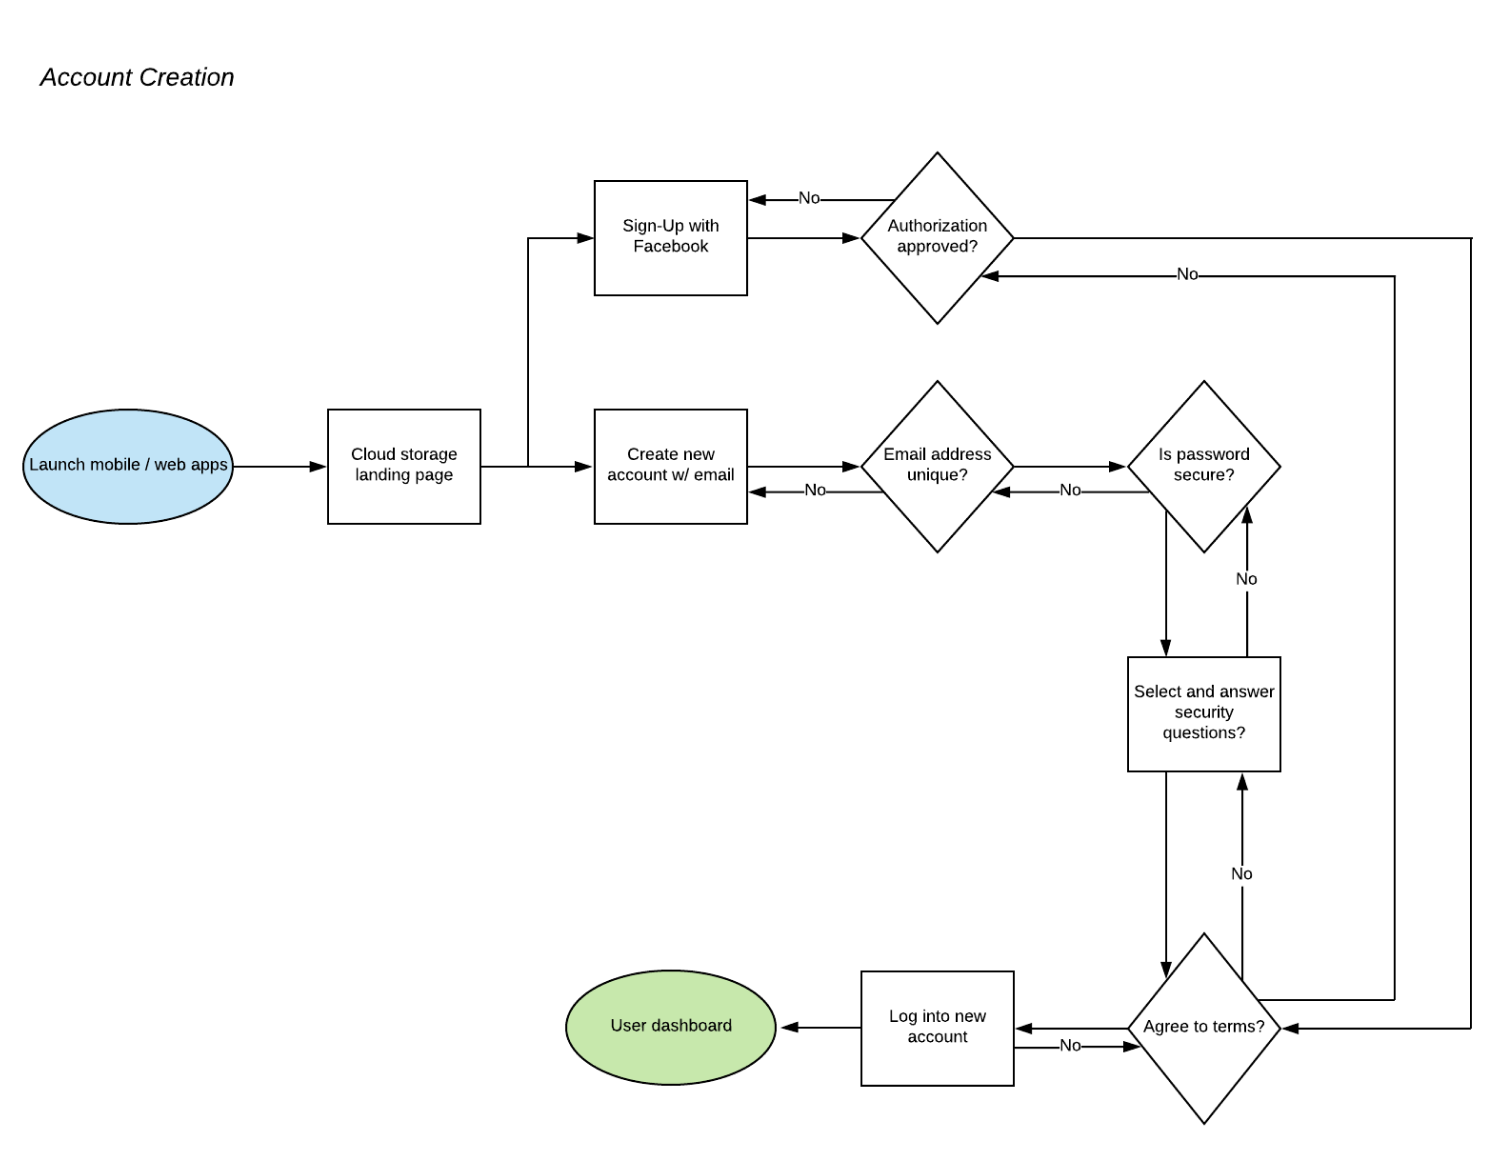 Account Creation
No
Sign-Up with
Facebook
Authorization
approved?
No
Launch mobile / web apps
Cloud storage
landing page
Create new
account w/ email
No
Email address
unique?
No
Is password
secure?
No
Select and answer
security
questions?
No
User dashboard
Log into new
account
No
Agree to terms?